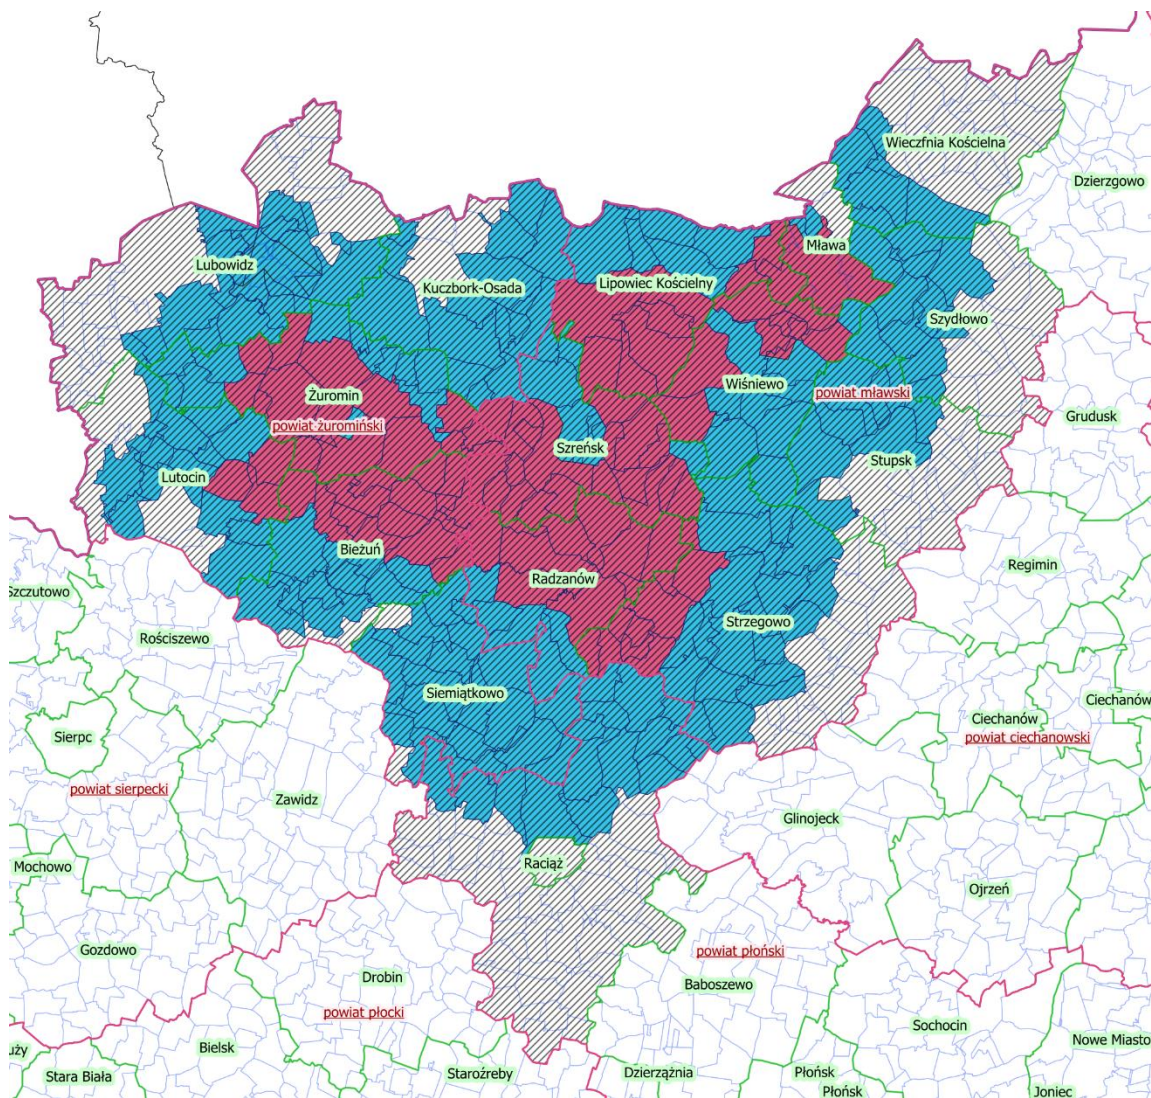 Wieczfnia Kościelna
Dzierzgowo
Mława
Lubowidz
Lipowiec Kościelny
Kuczbork-Osada
Szydłowo
Żuromin
Wiśniewo
powiat mławski
Grudusk
powiat żuromiński
Szreńsk
Stupsk
Lutocin
Bieżuń
Regimin
Radzanów
Szczutowo
Strzegowo
Rościszewo
Siemiątkowo
Ciechanów
Ciechanów
Sierpc
powiat ciechanowski
powiat sierpecki
Zawidz
Glinojeck
Mochowo
Raciąż
Ojrzeń
Gozdowo
powiat płoński
Drobin
Baboszewo
powiat płocki
Sochocin
Bielsk
Nowe Miasto
uży
Stara Biała
Staroźreby
Dzierzążnia
Płońsk
Płońsk
Joniec